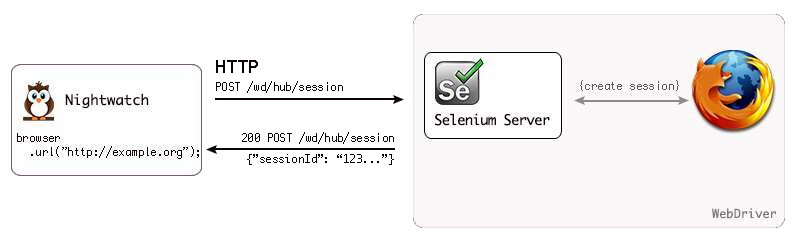 HTTP
POST /wd/hub/session
Nightwatch
browser
.url("http://example.org");
200 POST /wd/hub/session
{"sessionId": “123...”}
Se
Selenium Server
{create session}
WebDriver